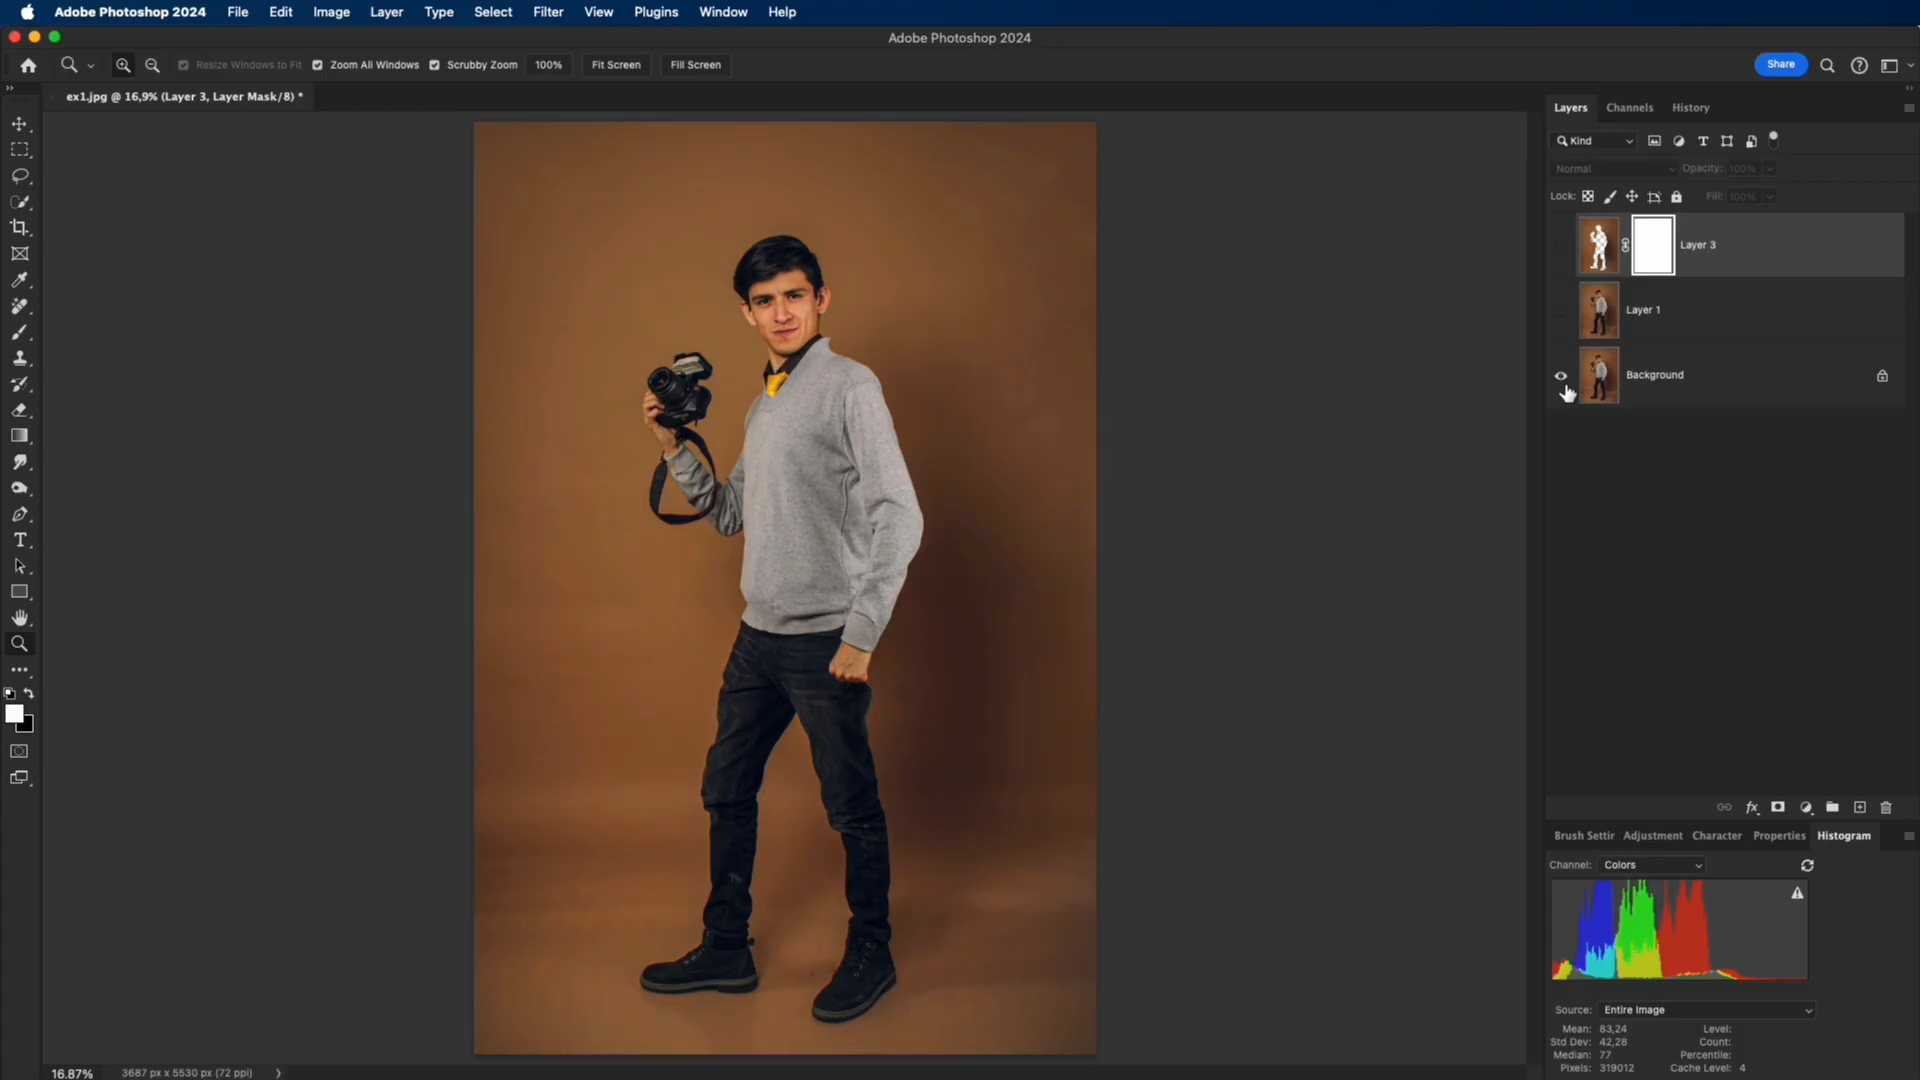 Adobe Photoshop 2024 File Edit Image Layer Type Select Filter View Plugins Window Help
Adobe Photoshop 2024
Resize Windows to Fit Zoom All Windows Scrubby Zoom 100% Fit Screen Fill Screen Share
ex1.jpg @ 16,9% (Layer 3, Layer Mask/8) *
Layers Channels History
Kind
Normal Opacity: 100%
Lock: Fill: 100%
Layer 3
Layer 1
Background
Brush Settir Adjustment Character Properties Histogram
Channel: Colors
Source: Entire Image
Mean: 83,24 Level:
Std Dev: 42,28 Count:
Median: 77 Percentile:
Pixels: 319012 Cache Level: 4
16.87% 3687 px x 5530 px (72 ppi)